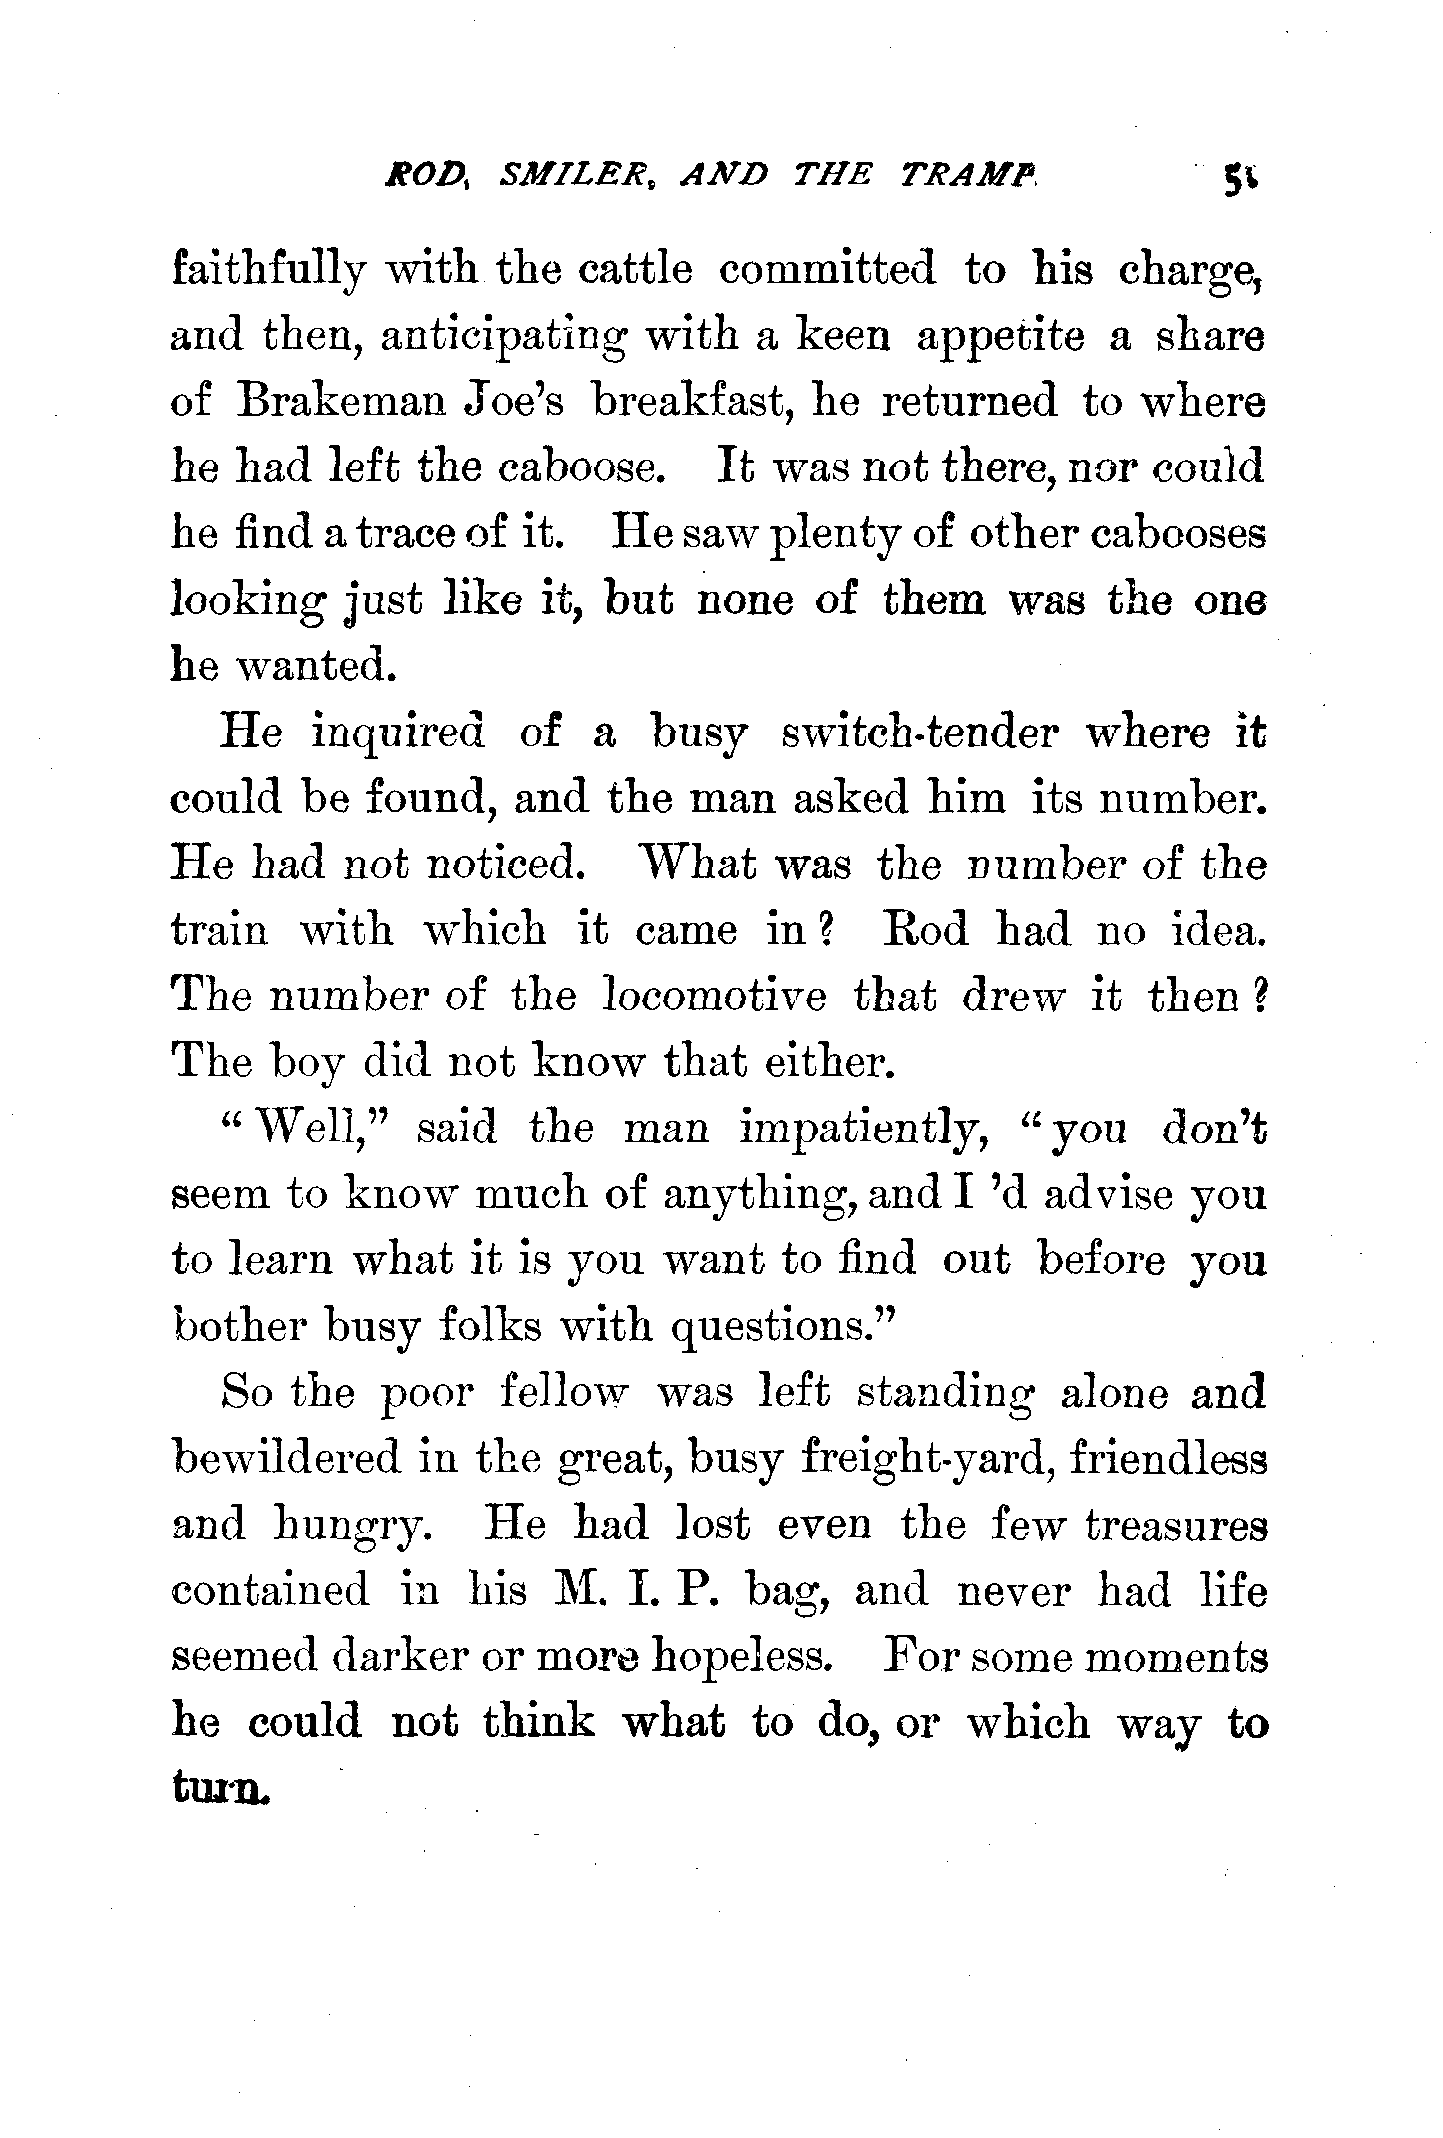 ROD, SMILER, AND THE TRAMP. 51
faithfully with the cattle committed to his charge,
and then, anticipating with a keen appetite a share
of Brakeman Joe's breakfast, he returned to where
he had left the caboose. It was not there, nor could
he find a trace of it. He saw plenty of other cabooses
looking just like it, but none of them was the one
he wanted.
He inquired of a busy switch-tender where it
could be found, and the man asked him its number.
He had not noticed. What was the number of the
train with which it came in? Rod had no idea.
The number of the locomotive that drew it then?
The boy did not know that either.
"Well," said the man impatiently, "you don't
seem to know much of anything, and I 'd advise you
to learn what it is you want to find out before you
bother busy folks with questions."
So the poor fellow was left standing alone and
bewildered in the great, busy freight-yard, friendless
and hungry. He had lost even the few treasures
contained in his M. I. P. bag, and never had life
seemed darker or more hopeless. For some moments
he could not think what to do, or which way to
turn.